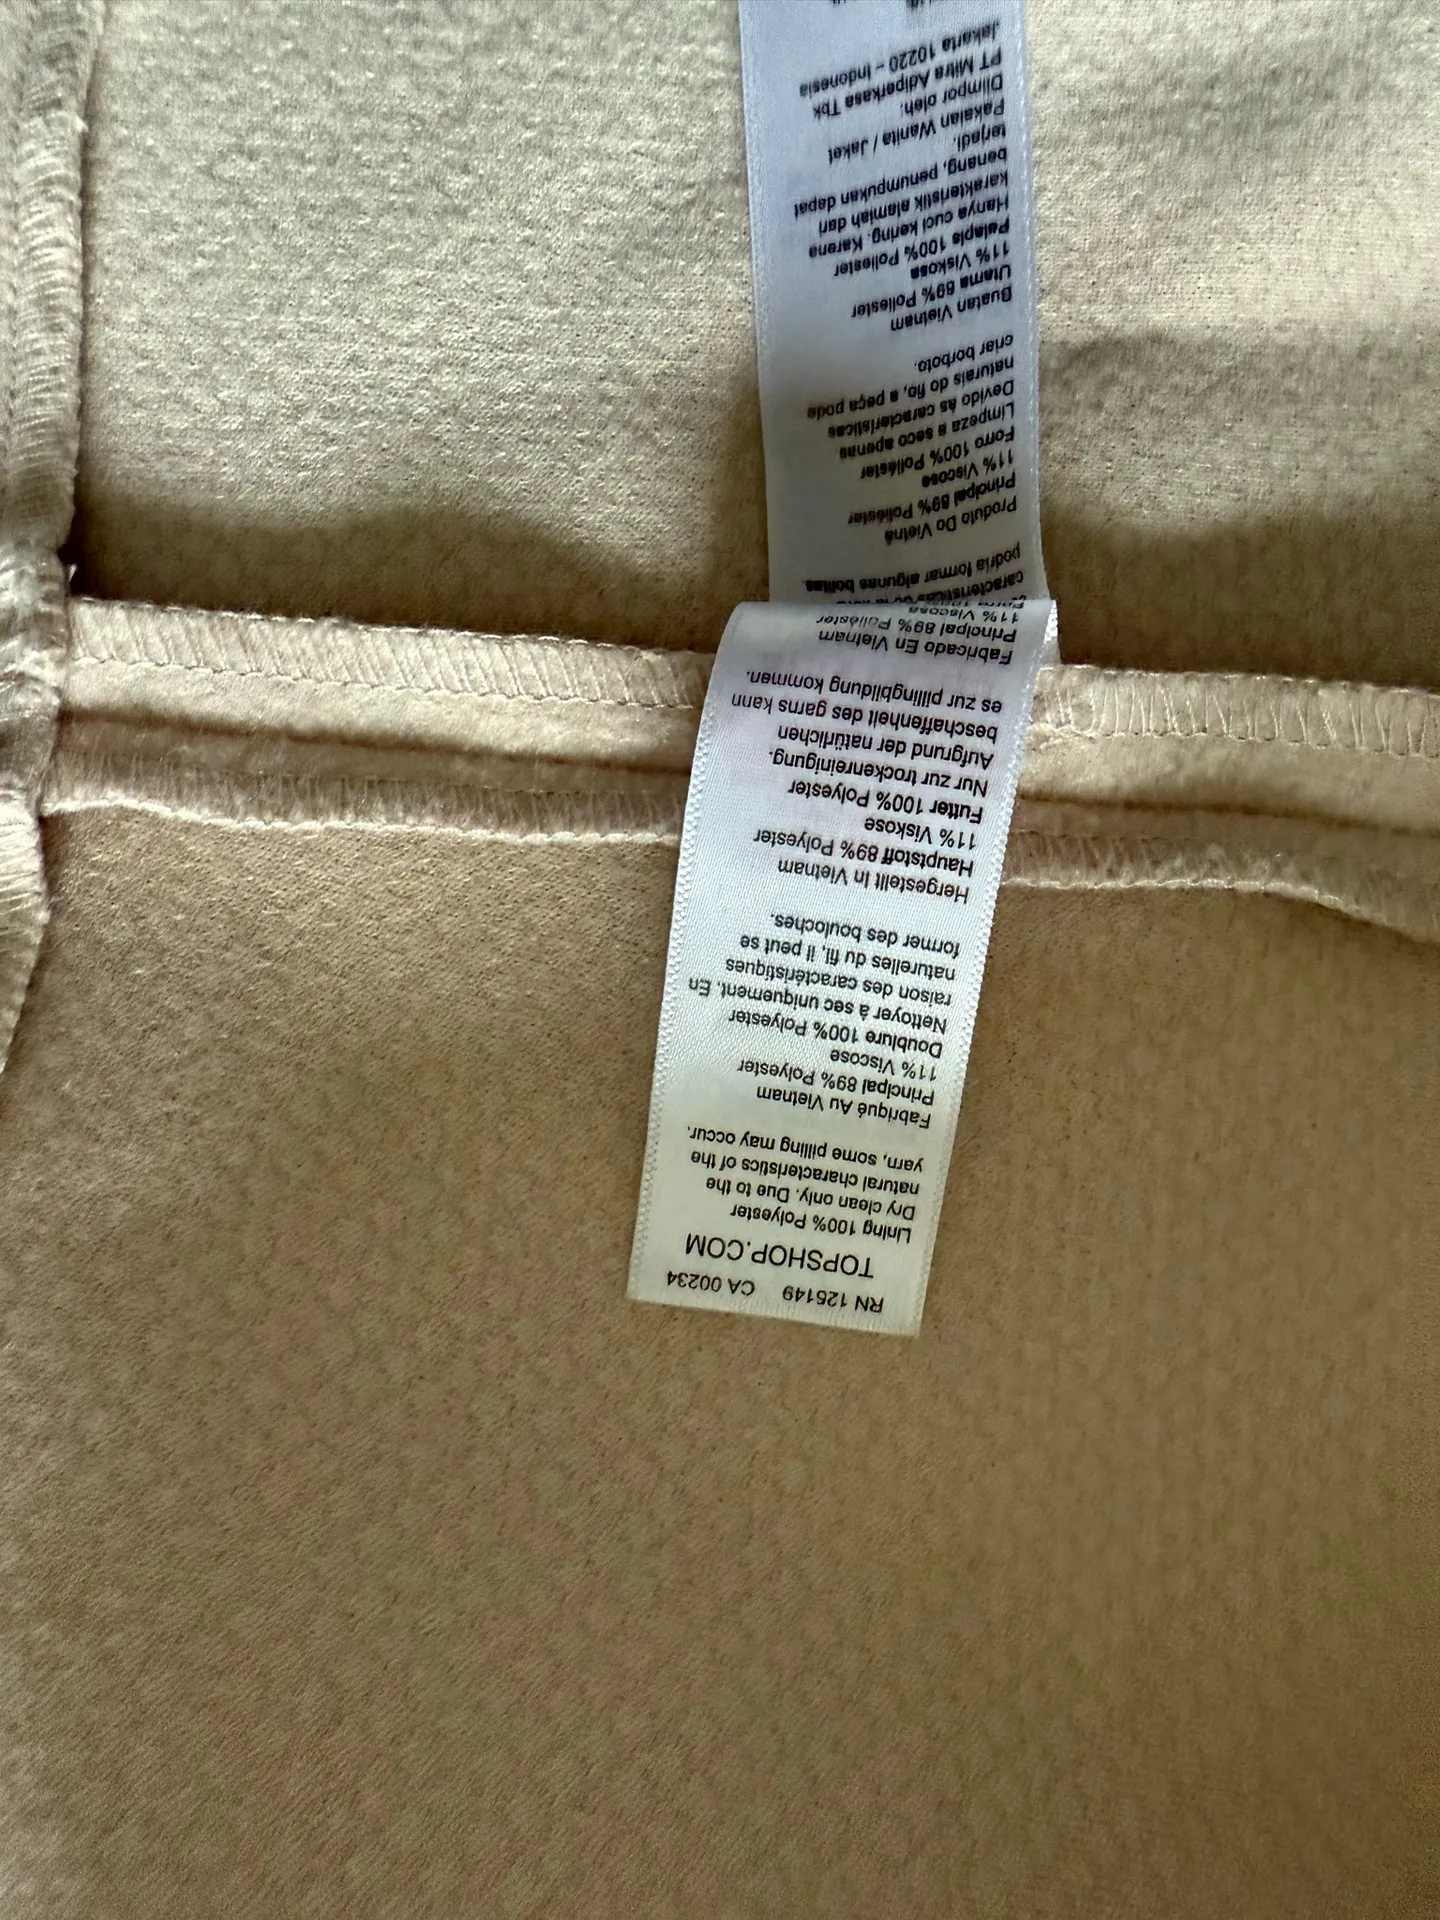 RN 125149 CA 00234
TOPSHOP.COM
Lining 100% Polyester
Dry clean only. Due to the
natural characteristics of the
yarn, some pilling may occur.
Fabriqué Au Vietnam
Principal 89% Polyester
11% Viscose
Doublure 100% Polyester
Nettoyer à sec uniquement. En
raison des caractéristiques
naturelles du fil, il peut se
former des bouloches.
Hergestellt In Vietnam
Hauptstoff 89% Polyester
11% Viskose
Futter 100% Polyester
Nur zur trockenreinigung.
Aufgrund der natürlichen
beschaffenheit des garns kann
es zur pillingbildung kommen.
Fabricado En Vietnam
Principal 89% Poliéster
11% Viscosa
características
podría formar algunas bolitas.
Produto Do Vietnã
Principal 89% Poliéster
11% Viscosa
Forro 100% Poliéster
Limpeza a seco apenas
Devido às características
naturais do fio, a peça pode
criar borboto.
Buatan Vietnam
Utama 89% Poliester
11% Viskosa
Pelapis 100% Poliester
Hanya cuci kering. Karena
karakteristik alamiah dari
benang, penumpukan dapat
terjadi.
Pakaian Wanita / Jaket
Diimpor oleh:
PT Mitra Adiperkasa Tbk
Jakarta 10220 – Indonesia